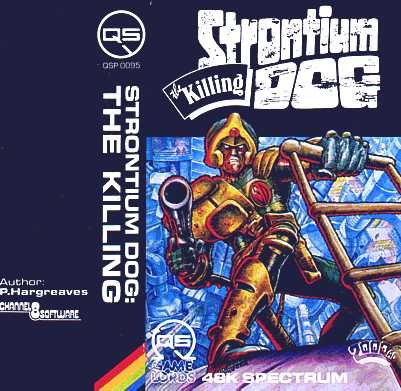 QS
QSP 0095
STRONTIUM DOG:
THE KILLING
Author:
P.Hargreaves
CHANNEL
8 SOFTWARE
Strontium
DOG
the Killing
QS
GAME
LORDS
48K SPECTRUM